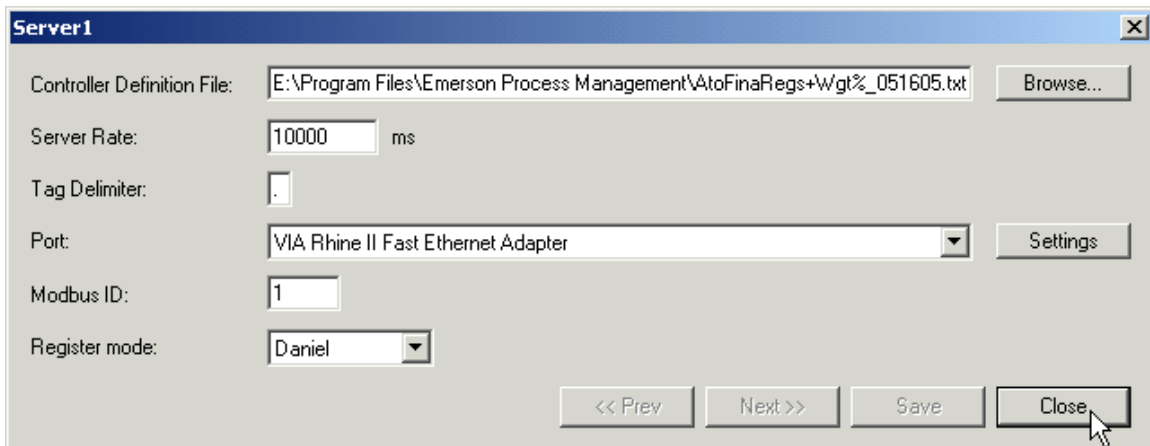 Server1
Controller Definition File: E:\Program Files\Emerson Process Management\AtoFinaRegs+Wgt%_051605.txt Browse...
Server Rate: 10000 ms
Tag Delimiter: .
Port: VIA Rhine II Fast Ethernet Adapter Settings
Modbus ID: 1
Register mode: Daniel
<< Prev Next >> Save Close